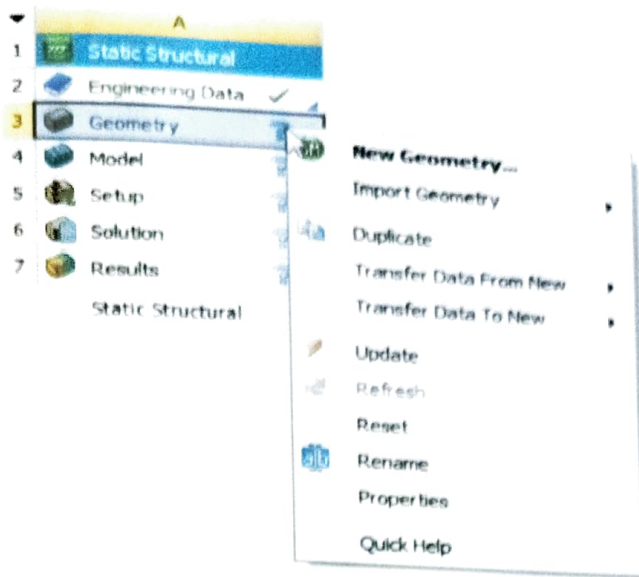 A
1 Static Structural
2 Engineering Data
3 Geometry
4 Model
5 Setup
6 Solution
7 Results
Static Structural
New Geometry...
Import Geometry
Duplicate
Transfer Data From New
Transfer Data To New
Update
Refresh
Reset
Rename
Properties
Quick Help